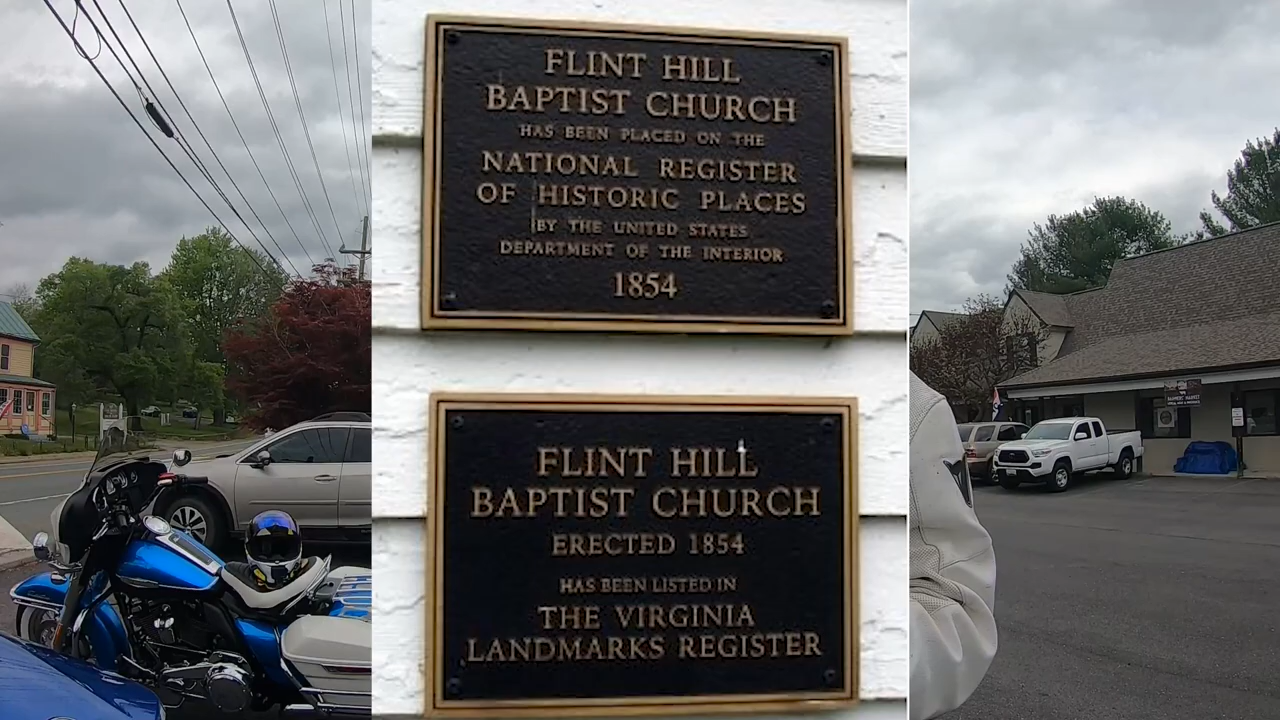 FLINT HILL
BAPTIST CHURCH
HAS BEEN PLACED ON THE
NATIONAL REGISTER
OF HISTORIC PLACES
BY THE UNITED STATES
DEPARTMENT OF THE INTERIOR
1854
FLINT HILL
BAPTIST CHURCH
ERECTED 1854
HAS BEEN LISTED IN
THE VIRGINIA
LANDMARKS REGISTER